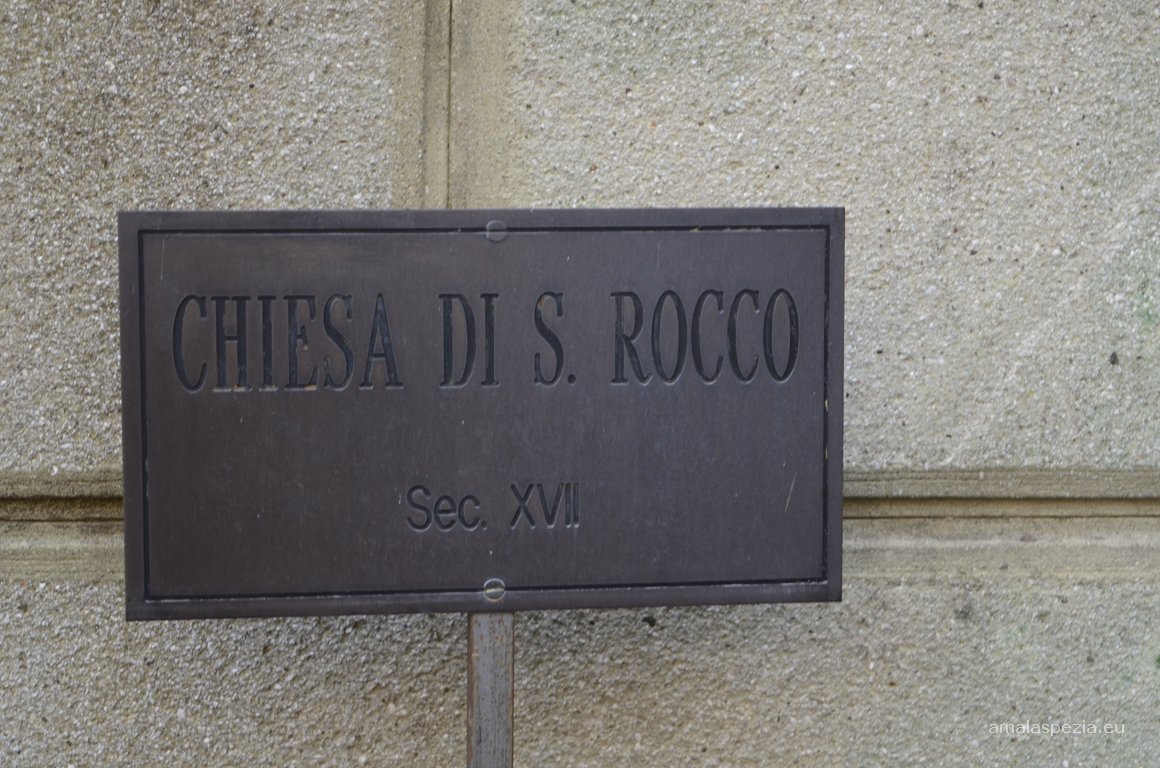 CHIESA DI S. ROCCO
Sec. XVII
amalaspezia.eu